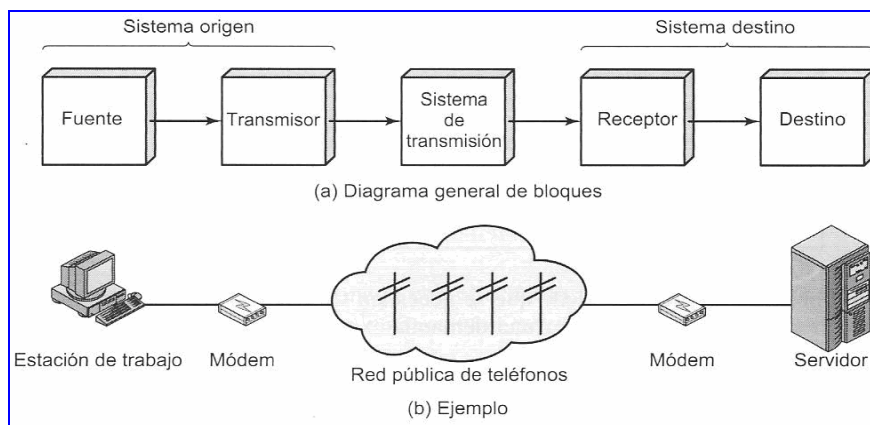 Sistema origen
Sistema destino
Fuente
Transmisor
Sistema
de
transmisión
Receptor
Destino
(a) Diagrama general de bloques
Estación de trabajo
Módem
Red pública de teléfonos
Módem
Servidor
(b) Ejemplo